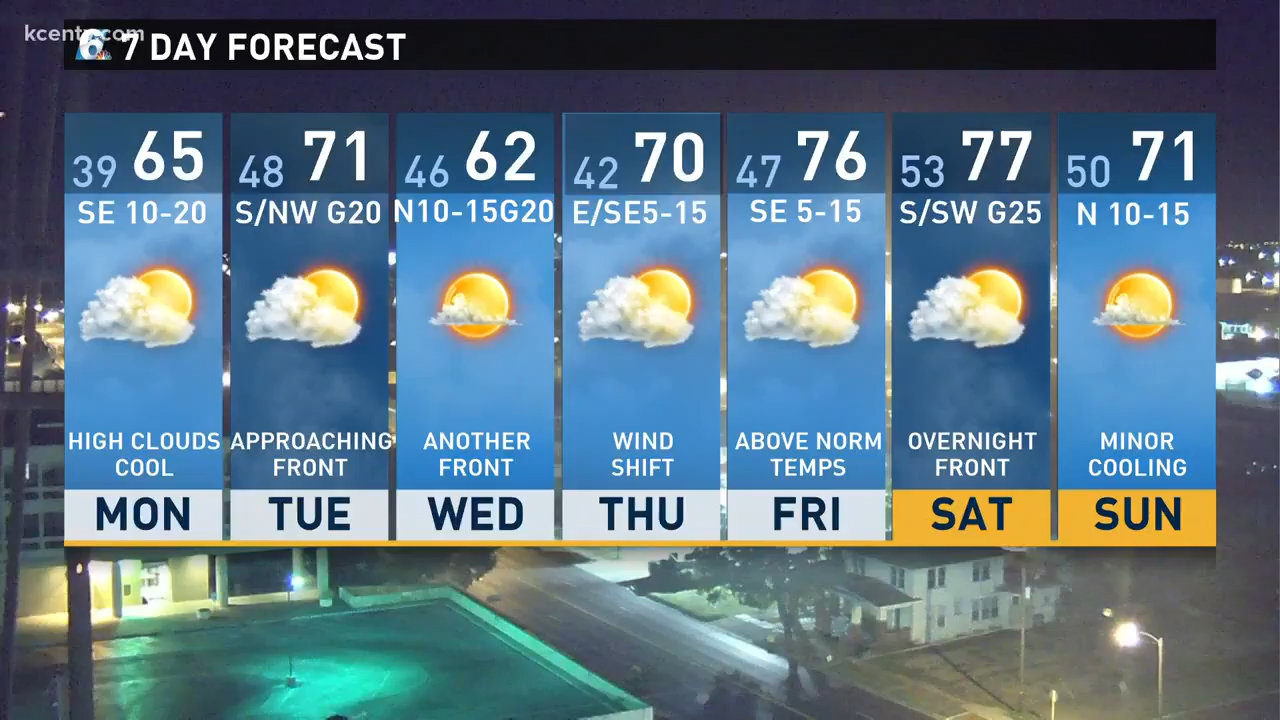 kcentv.com
6 7 DAY FORECAST
39 65
SE 10-20
HIGH CLOUDS
COOL
MON
48 71
S/NW G20
APPROACHING
FRONT
TUE
46 62
N10-15G20
ANOTHER
FRONT
WED
42 70
E/SE5-15
WIND
SHIFT
THU
47 76
SE 5-15
ABOVE NORM
TEMPS
FRI
53 77
S/SW G25
OVERNIGHT
FRONT
SAT
50 71
N 10-15
MINOR
COOLING
SUN